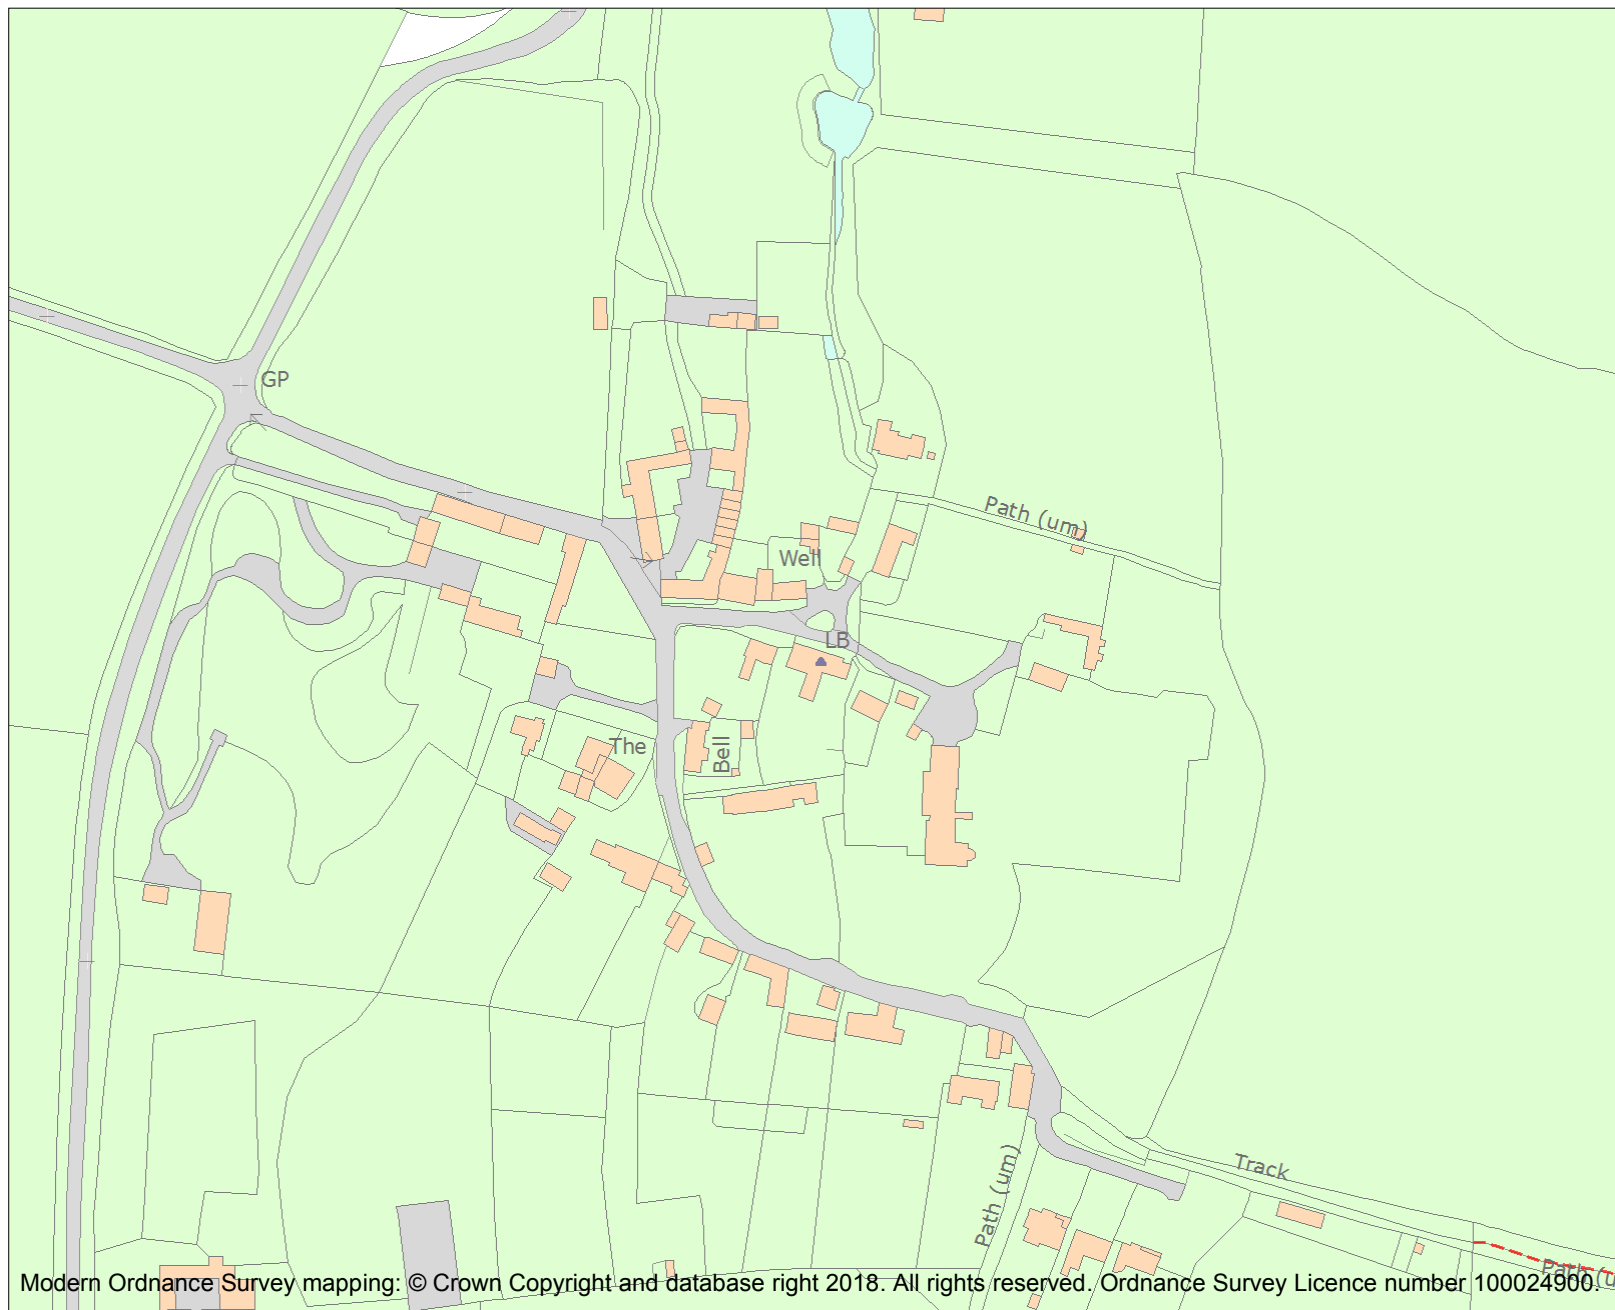 GP
Path (um)
Well
LB
The
Bell
Track
Path (um)
Path (u
Modern Ordnance Survey mapping: © Crown Copyright and database right 2018. All rights reserved. Ordnance Survey Licence number 100024900.